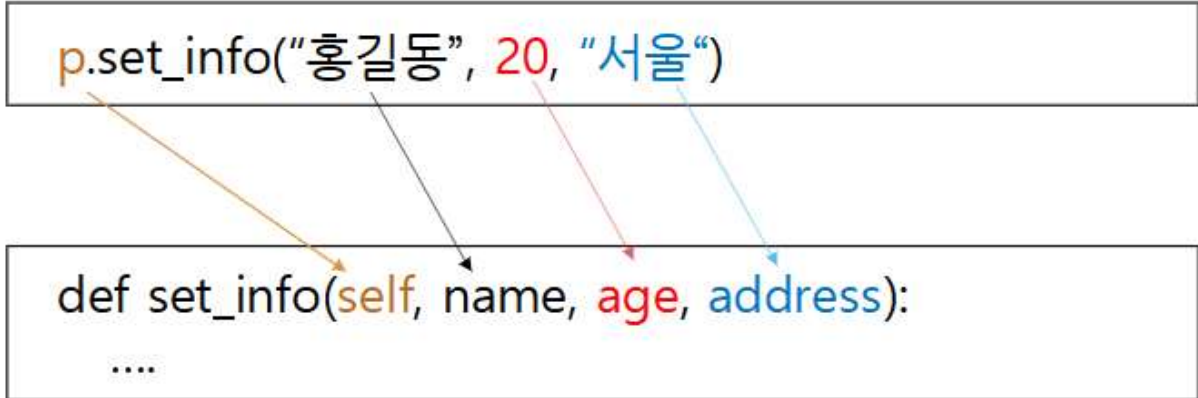 p.set_info(“홍길동”, 20, “서울“)
def set_info(self, name, age, address):
....